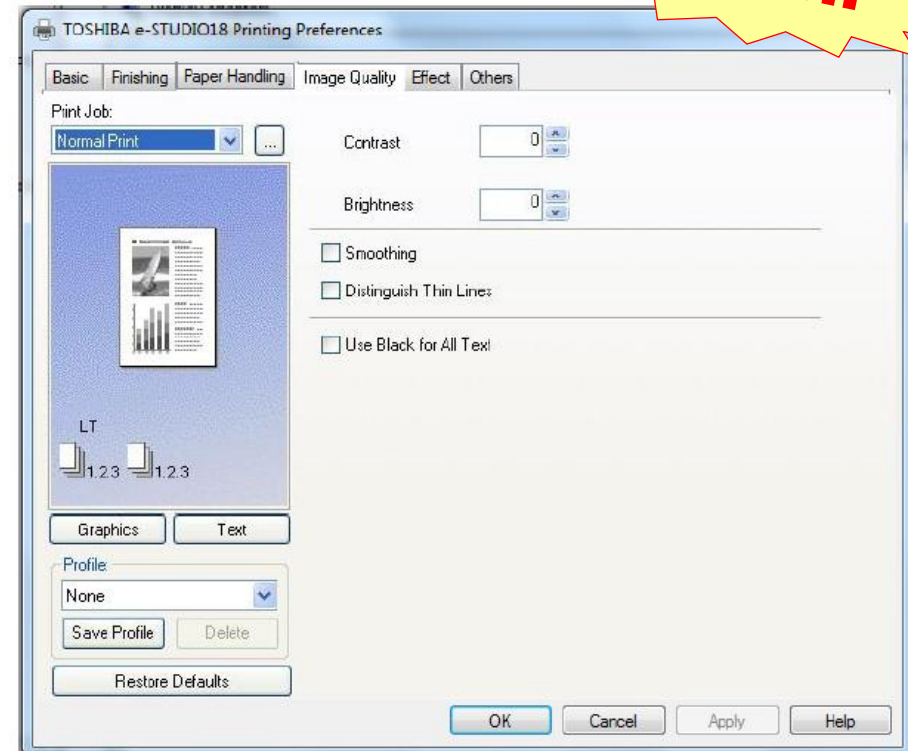 TOSHIBA e-STUDIO18 Printing Preferences
Basic Finishing Paper Handling Image Quality Effect Others
Print Job:
Normal Print ...
Contrast 0
Brightness 0
Smoothing
Distinguish Thin Lines
Use Black for All Text
LT
1.2.3 1.2.3
Graphics Text
Profile
None
Save Profile Delete
Restore Defaults
OK Cancel Apply Help